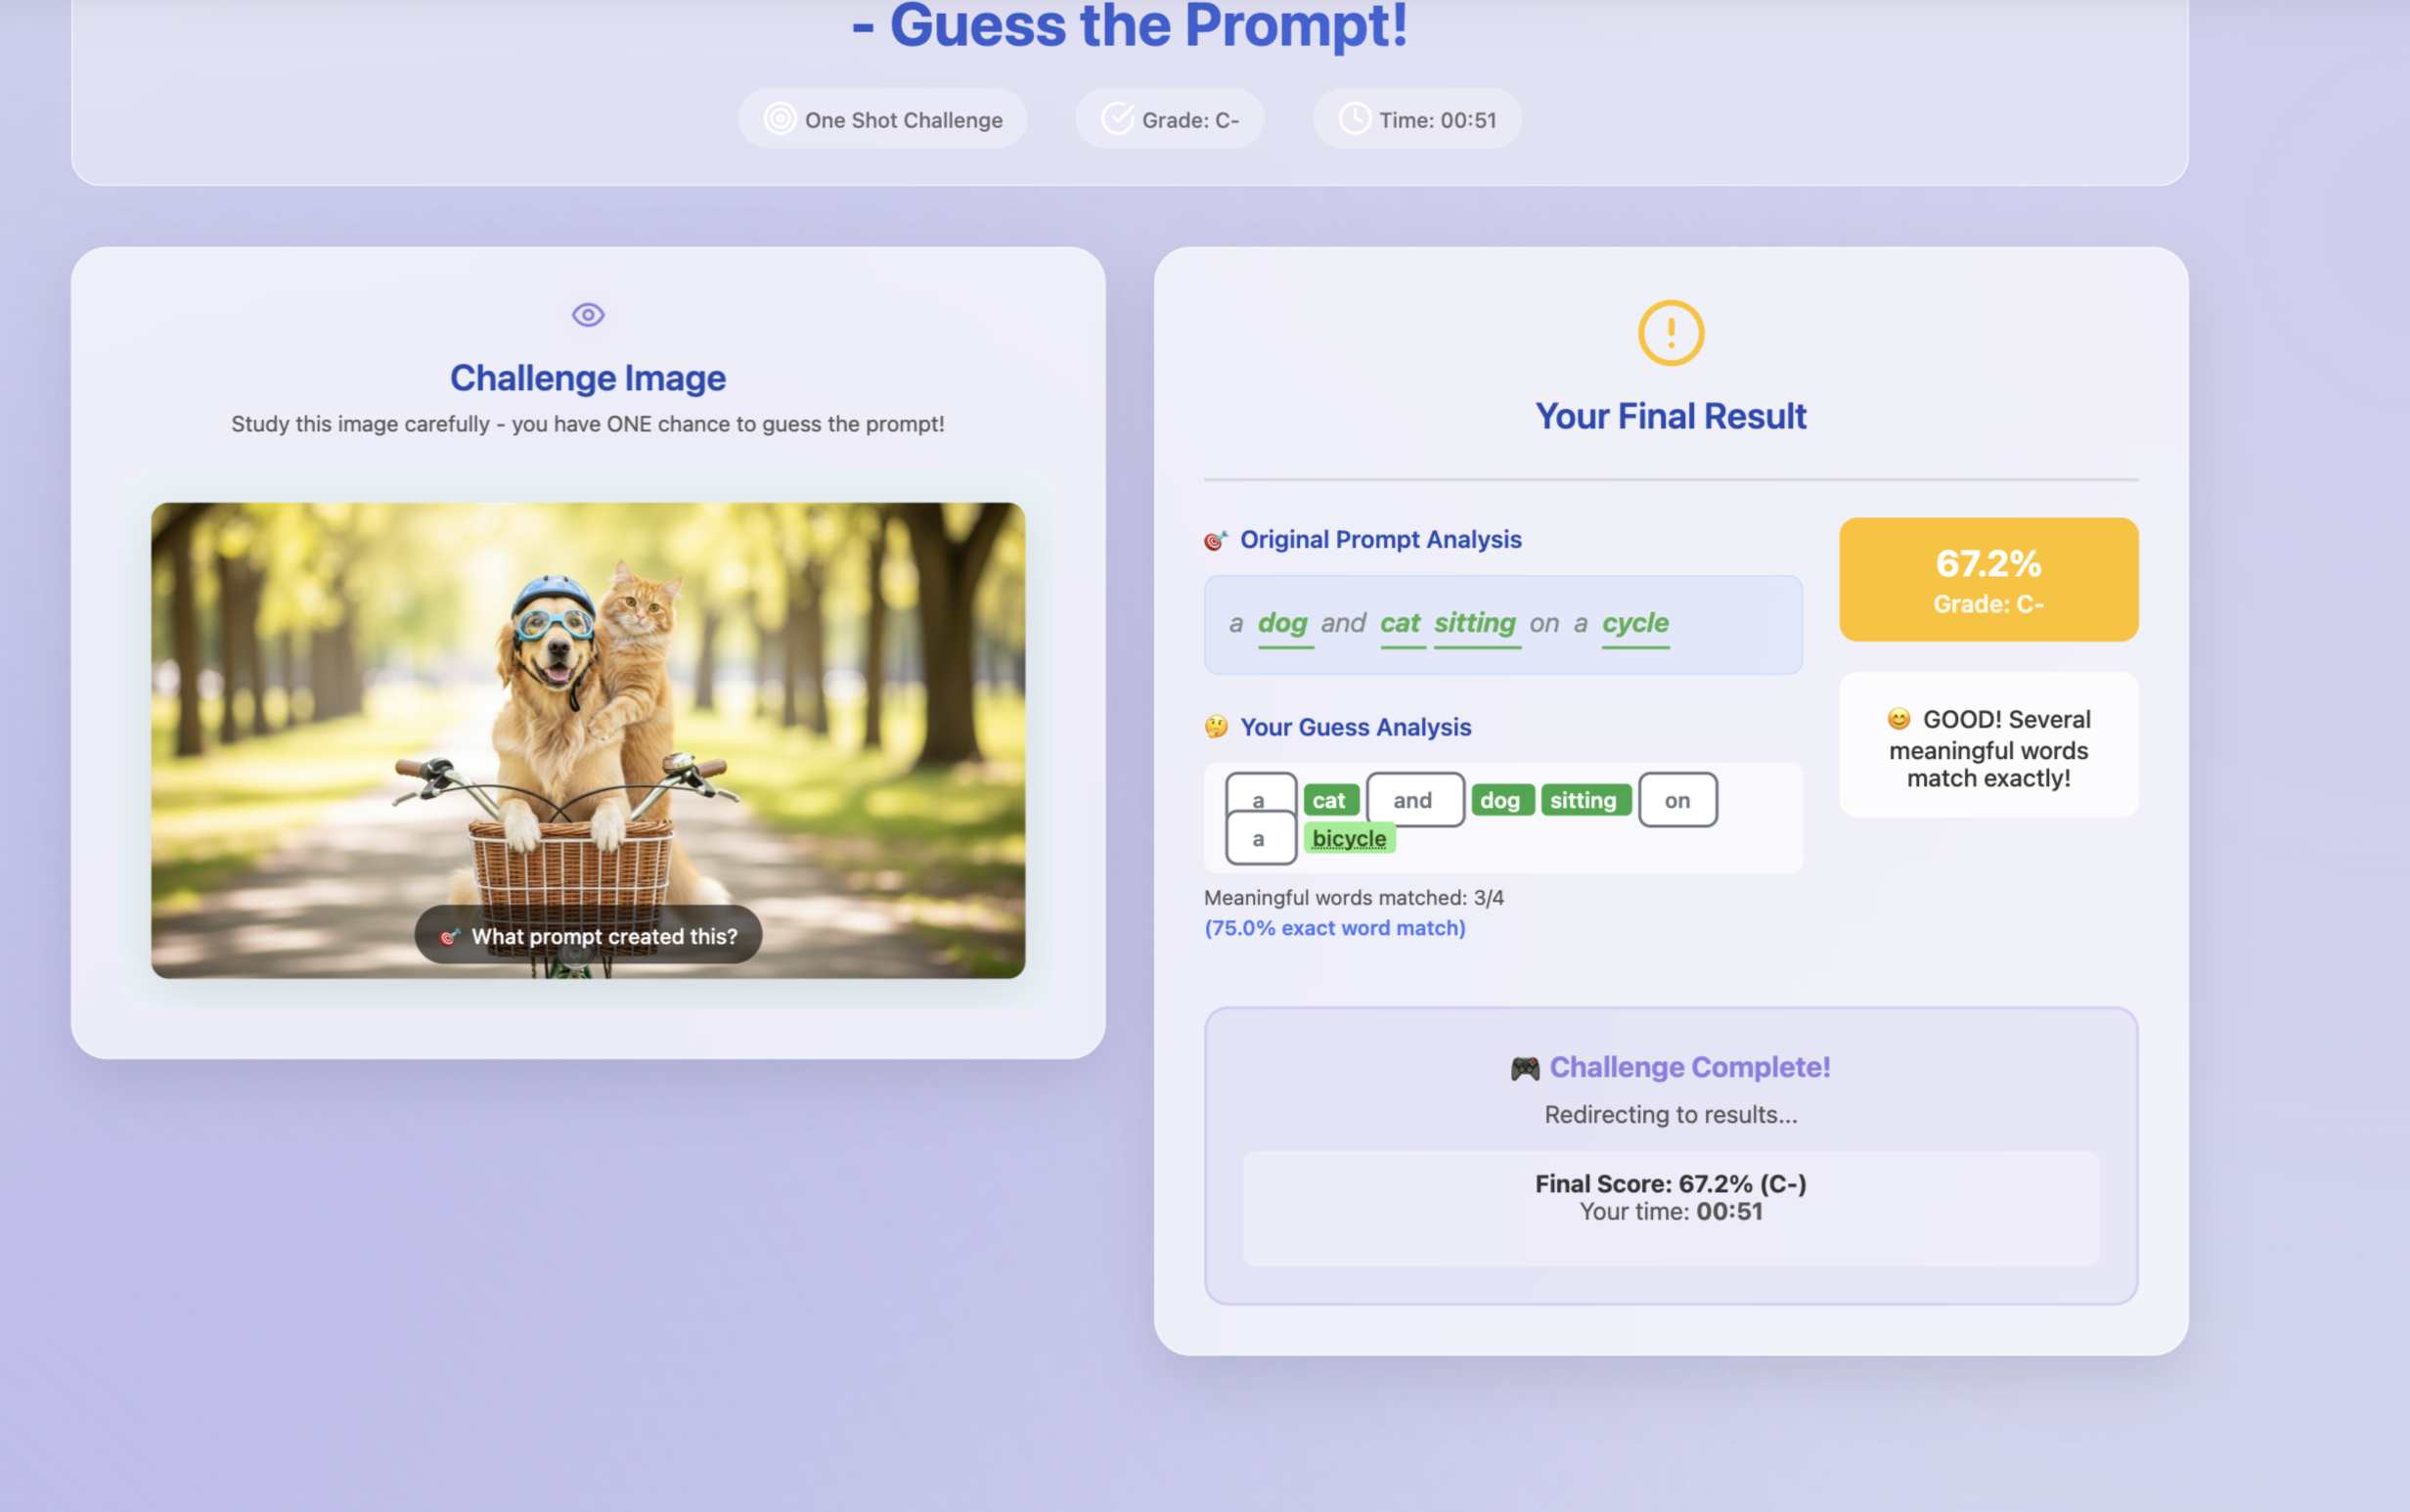 - Guess the Prompt!
One Shot Challenge
Grade: C-
Time: 00:51
Challenge Image
Study this image carefully - you have ONE chance to guess the prompt!
🎯 What prompt created this?
Your Final Result
🎯 Original Prompt Analysis
a dog and cat sitting on a cycle
67.2%
Grade: C-
😊 GOOD! Several
meaningful words
match exactly!
🤔 Your Guess Analysis
a cat and dog sitting on
a bicycle
Meaningful words matched: 3/4
(75.0% exact word match)
🎮 Challenge Complete!
Redirecting to results...
Final Score: 67.2% (C-)
Your time: 00:51